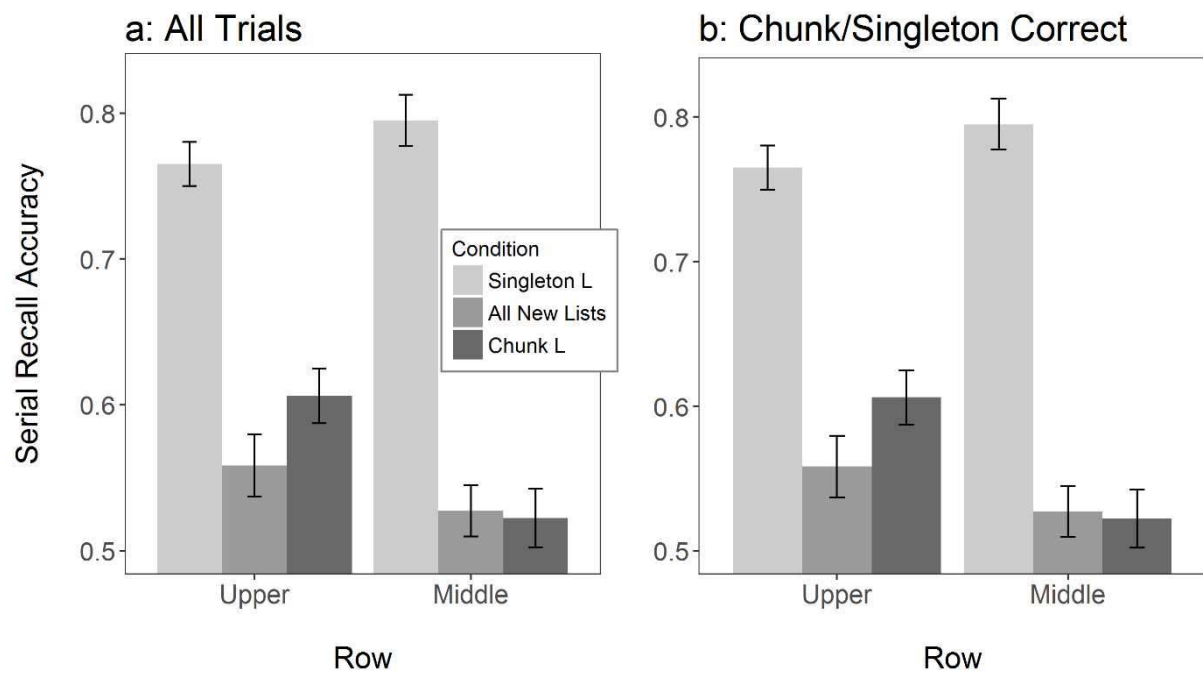 a: All Trials
b: Chunk/Singleton Correct
Serial Recall Accuracy
0.8
0.7
0.6
0.5
Condition
Singleton L
All New Lists
Chunk L
Upper
Middle
Row
0.8
0.7
0.6
0.5
Upper
Middle
Row